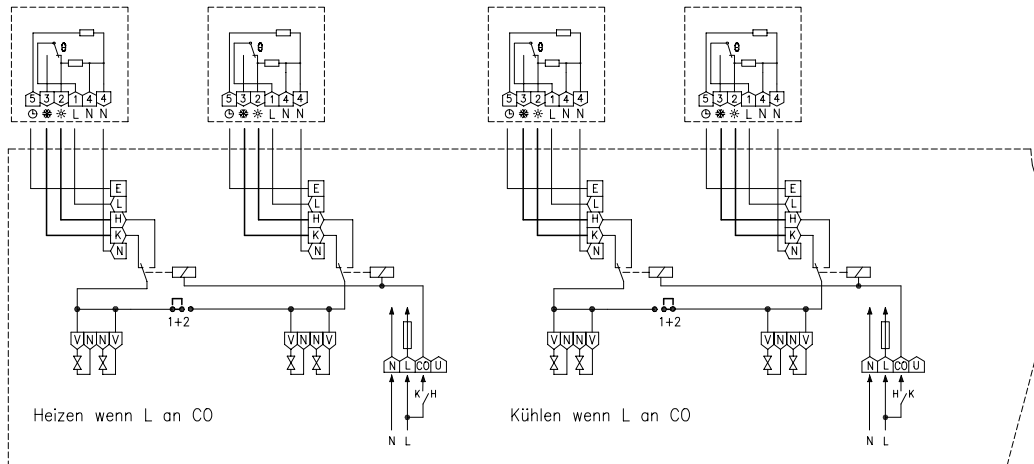 5 3 2 1 4 4 5 3 2 1 4 4 5 3 2 1 4 4 5 3 2 1 4 4
L N N L N N L N N L N N
E E E E
L L L L
H H H H
K K K K
N N N N
1+2 1+2
V N N V V N N V V N N V V N N V
N L CO U N L CO U
K H H K
Heizen wenn L an CO Kühlen wenn L an CO
N L N L